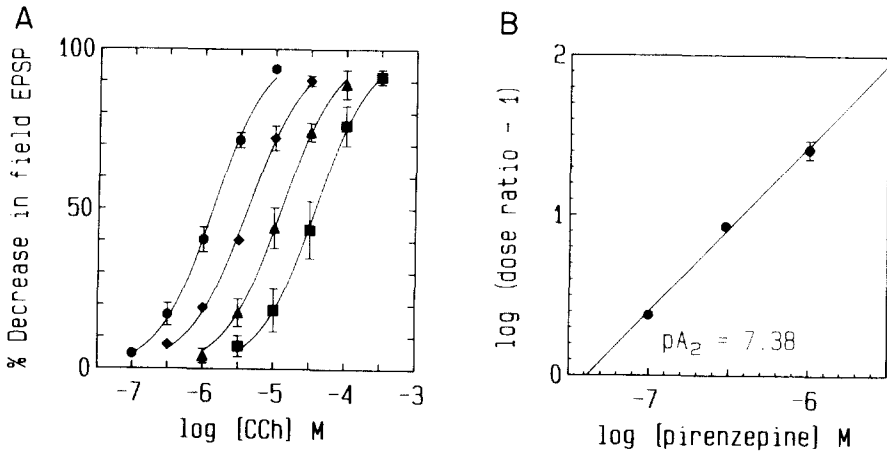 A
% Decrease in field EPSP
100
50
0
-7 -6 -5 -4 -3
log [CCh] M
B
log (dose ratio - 1)
2
1
0
pA2 = 7.38
-7 -6
log [pirenzepine] M